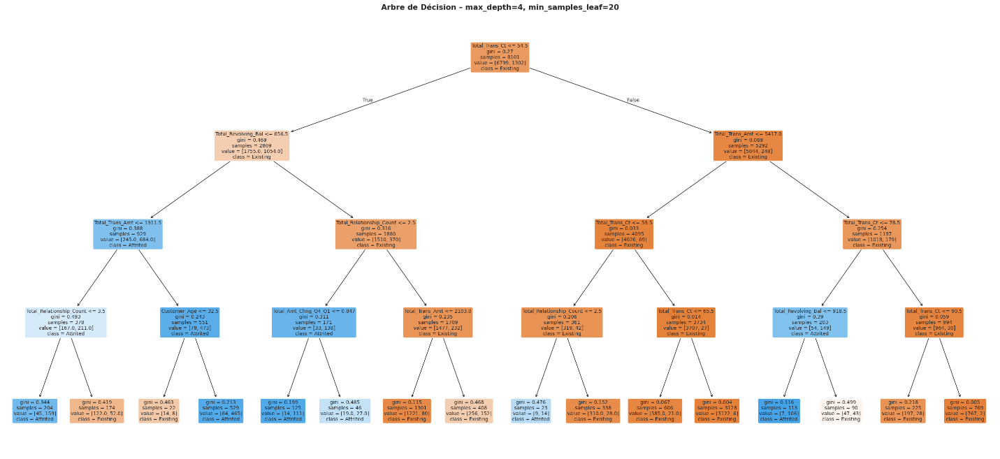 Arbre de Décision – max_depth=4, min_samples_leaf=20
Total_Trans_Ct <= 54.5
gini = 0.27
samples = 8101
value = [6799, 1302]
class = Existing
True
False
Total_Revolving_Bal <= 656.5
gini = 0.469
samples = 2809
value = [1755.0, 1054.0]
class = Existing
Total_Trans_Amt <= 5417.0
gini = 0.089
samples = 5292
value = [5044, 248]
class = Existing
Total_Trans_Amt <= 1911.5
gini = 0.388
samples = 929
value = [245.0, 684.0]
class = Attrited
Total_Relationship_Count <= 2.5
gini = 0.316
samples = 1880
value = [1510, 370]
class = Existing
Total_Trans_Ct <= 59.5
gini = 0.033
samples = 4095
value = [4026, 69]
class = Existing
Total_Trans_Ct <= 78.5
gini = 0.254
samples = 1197
value = [1018, 179]
class = Existing
Total_Relationship_Count <= 3.5
gini = 0.493
samples = 378
value = [167.0, 211.0]
class = Attrited
Customer_Age <= 32.5
gini = 0.243
samples = 551
value = [78, 473]
class = Attrited
Total_Amt_Chng_Q4_Q1 <= 0.847
gini = 0.311
samples = 171
value = [33, 138]
class = Attrited
Total_Trans_Amt <= 2103.0
gini = 0.235
samples = 1709
value = [1477, 232]
class = Existing
Total_Relationship_Count <= 2.5
gini = 0.206
samples = 361
value = [319, 42]
class = Existing
Total_Trans_Ct <= 65.5
gini = 0.014
samples = 3734
value = [3707, 27]
class = Existing
Total_Revolving_Bal <= 918.5
gini = 0.39
samples = 203
value = [54, 149]
class = Attrited
Total_Trans_Ct <= 90.5
gini = 0.059
samples = 994
value = [964, 30]
class = Existing
gini = 0.344
samples = 204
value = [45, 159]
class = Attrited
gini = 0.419
samples = 174
value = [122.0, 52.0]
class = Existing
gini = 0.463
samples = 22
value = [14, 8]
class = Existing
gini = 0.213
samples = 529
value = [64, 465]
class = Attrited
gini = 0.199
samples = 125
value = [14, 111]
class = Attrited
gini = 0.485
samples = 46
value = [19.0, 27.0]
class = Attrited
gini = 0.115
samples = 1301
value = [1221, 80]
class = Existing
gini = 0.468
samples = 408
value = [256, 152]
class = Existing
gini = 0.476
samples = 23
value = [9, 14]
class = Attrited
gini = 0.152
samples = 338
value = [310.0, 28.0]
class = Existing
gini = 0.067
samples = 606
value = [585.0, 21.0]
class = Existing
gini = 0.004
samples = 3128
value = [3122, 6]
class = Existing
gini = 0.116
samples = 113
value = [7, 106]
class = Attrited
gini = 0.499
samples = 90
value = [47, 43]
class = Existing
gini = 0.218
samples = 225
value = [197, 28]
class = Existing
gini = 0.005
samples = 769
value = [767, 2]
class = Existing